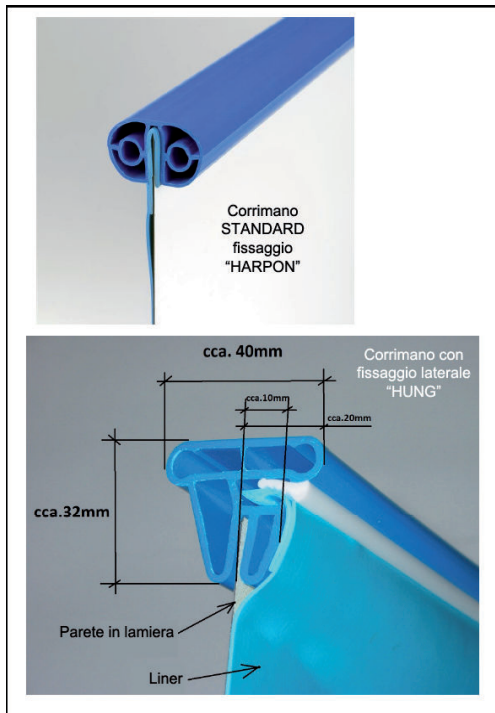 Corrimano
STANDARD
fissaggio
“HARPON”
cca. 40mm
Corrimano con
fissaggio laterale
“HUNG”
cca.10mm
cca.20mm
cca.32mm
Parete in lamiera
Liner